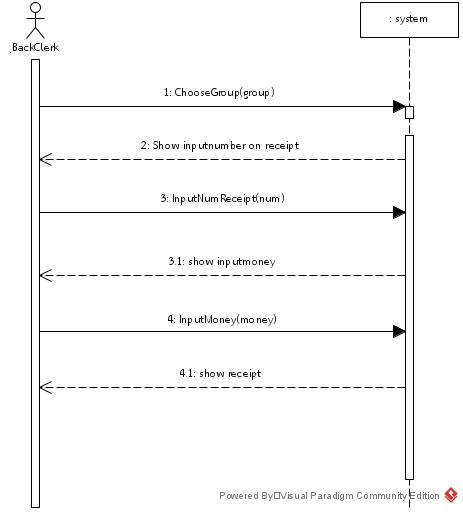 : system
BackClerk
1: ChooseGroup(group)
2: Show inputnumber on receipt
3: InputNumReceipt(num)
3.1: show inputmoney
4: InputMoney(money)
4.1: show receipt
Powered By Visual Paradigm Community Edition